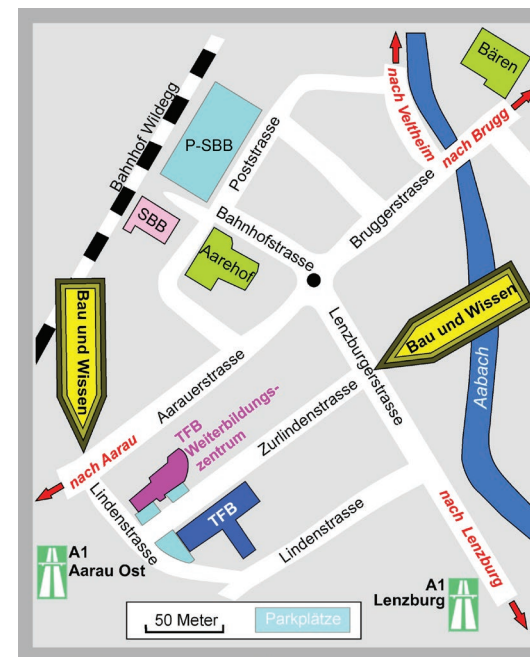 Bären
nach Veltheim
nach Brugg
Bahnhof Wildegg
P-SBB
Poststrasse
SBB
Bahnhofstrasse
Bruggerstrasse
Aarehof
Bau und Wissen
Bau und Wissen
Lenzburgerstrasse
Aabach
Aarauerstrasse
TFB
Weiterbildungs-
zentrum
Zurlindenstrasse
nach Aarau
Lindenstrasse
TFB
Lindenstrasse
nach Lenzburg
A1
Aarau Ost
A1
Lenzburg
50 Meter
Parkplätze